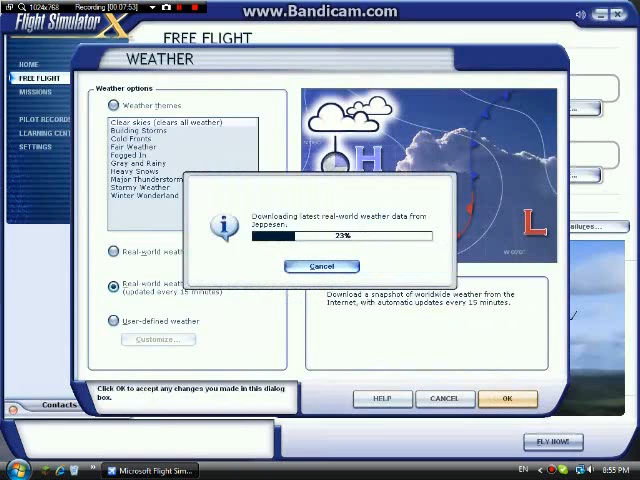 1024x768
Recording [00:07:53]
www.Bandicam.com
Flight Simulator X
FREE FLIGHT
WEATHER
HOME
FREE FLIGHT
MISSIONS
PILOT RECORDS
LEARNING CENT
SETTINGS
Weather options
Weather themes
Clear skies (clears all weather)
Building Storms
Cold Fronts
Fair Weather
Fogged In
Gray and Rainy
Heavy Snows
Major Thunderstorm
Stormy Weather
Winter Wonderland
H
L
W 070°
Downloading latest real-world weather data from
Jeppesen.
23%
Cancel
Real-world weath
Real-world weath
(updated every 15 minutes)
User-defined weather
Customize...
Download a snapshot of worldwide weather from the
Internet, with automatic updates every 15 minutes.
ailures...
Click OK to accept any changes you made in this dialog
box.
HELP
CANCEL
OK
Contacts
FLY NOW!
Microsoft Flight Sim...
EN
8:55 PM